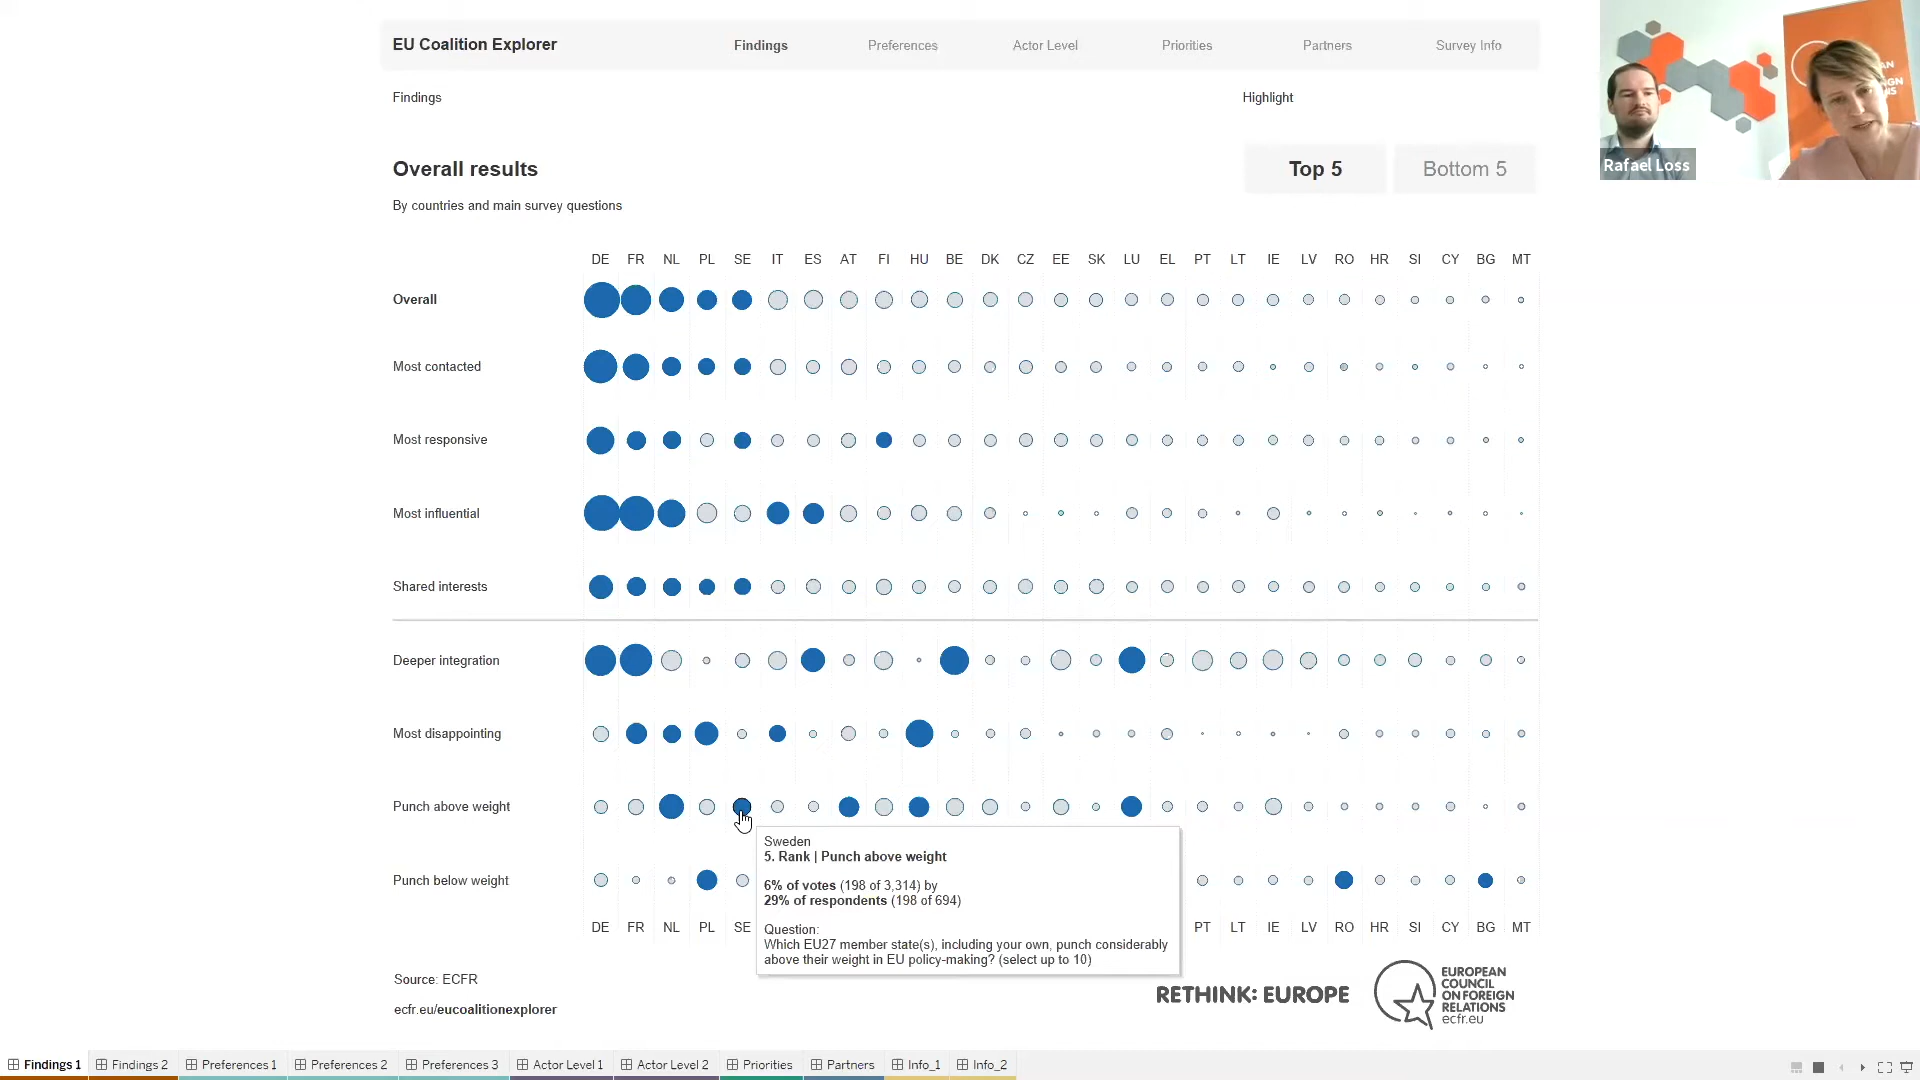 EU Coalition Explorer
Findings
Preferences
Actor Level
Priorities
Partners
Survey Info
Findings
Highlight
Overall results
Top 5
Bottom 5
By countries and main survey questions
DE FR NL PL SE IT ES AT FI HU BE DK CZ EE SK LU EL PT LT IE LV RO HR SI CY BG MT
Overall
Most contacted
Most responsive
Most influential
Shared interests
Deeper integration
Most disappointing
Punch above weight
Sweden
5. Rank | Punch above weight
6% of votes (198 of 3,314) by
29% of respondents (198 of 694)
Question:
Which EU27 member state(s), including your own, punch considerably
above their weight in EU policy-making? (select up to 10)
Punch below weight
DE FR NL PL SE PT LT IE LV RO HR SI CY BG MT
Source: ECFR
ecfr.eu/eucoalitionexplorer
RETHINK: EUROPE
EUROPEAN
COUNCIL
ON FOREIGN
RELATIONS
ecfr.eu
Rafael Loss
Findings 1
Findings 2
Preferences 1
Preferences 2
Preferences 3
Actor Level 1
Actor Level 2
Priorities
Partners
Info_1
Info_2